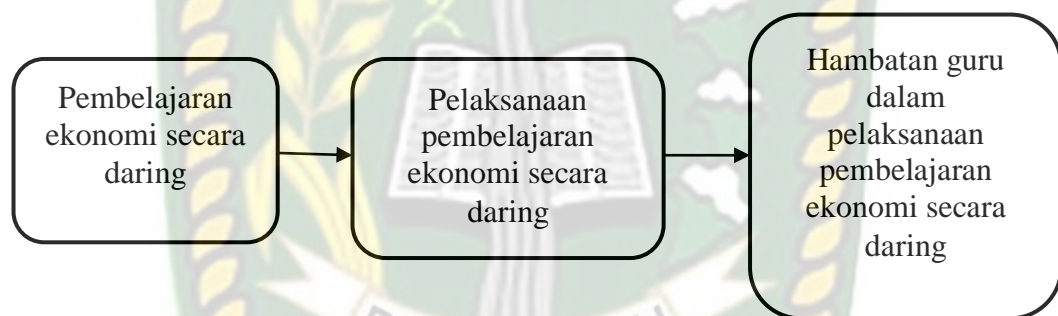 Pembelajaran
ekonomi secara
daring
Pelaksanaan
pembelajaran
ekonomi secara
daring
Hambatan guru
dalam
pelaksanaan
pembelajaran
ekonomi secara
daring